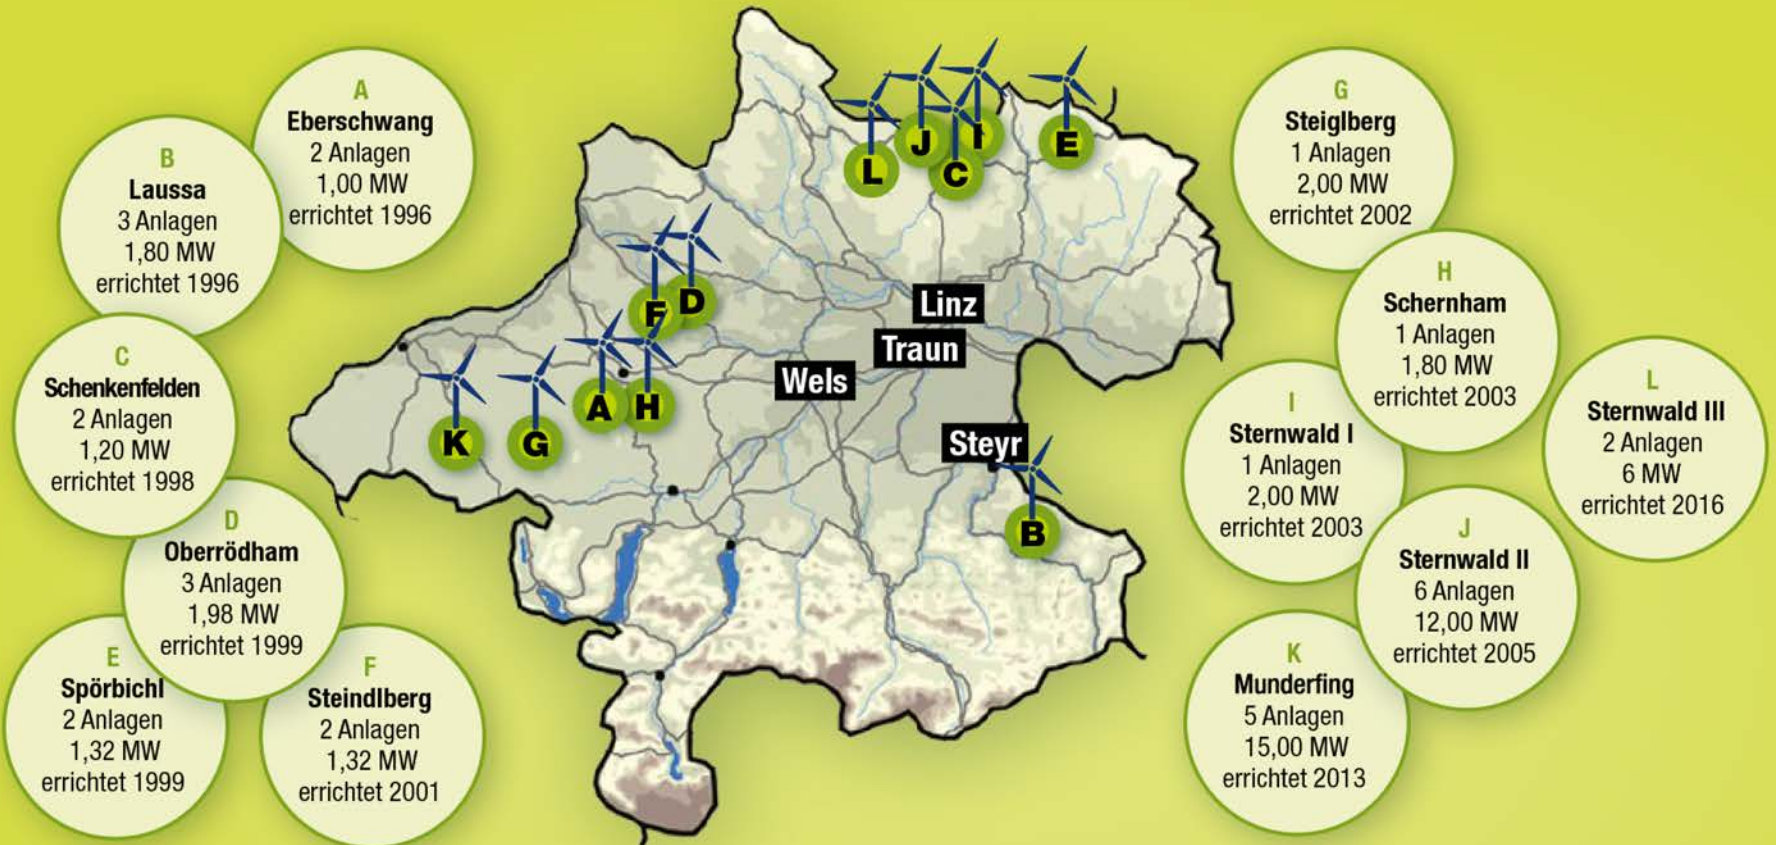 A
Eberschwang
2 Anlagen
1,00 MW
errichtet 1996
B
Laussa
3 Anlagen
1,80 MW
errichtet 1996
C
Schenkenfelden
2 Anlagen
1,20 MW
errichtet 1998
D
Oberrödham
3 Anlagen
1,98 MW
errichtet 1999
E
Spörbichl
2 Anlagen
1,32 MW
errichtet 1999
F
Steindlberg
2 Anlagen
1,32 MW
errichtet 2001
L
J
C
I
E
F
D
A
H
K
G
B
Linz
Traun
Wels
Steyr
G
Steiglberg
1 Anlagen
2,00 MW
errichtet 2002
H
Schernham
1 Anlagen
1,80 MW
errichtet 2003
I
Sternwald I
1 Anlagen
2,00 MW
errichtet 2003
J
Sternwald II
6 Anlagen
12,00 MW
errichtet 2005
K
Munderfing
5 Anlagen
15,00 MW
errichtet 2013
L
Sternwald III
2 Anlagen
6 MW
errichtet 2016